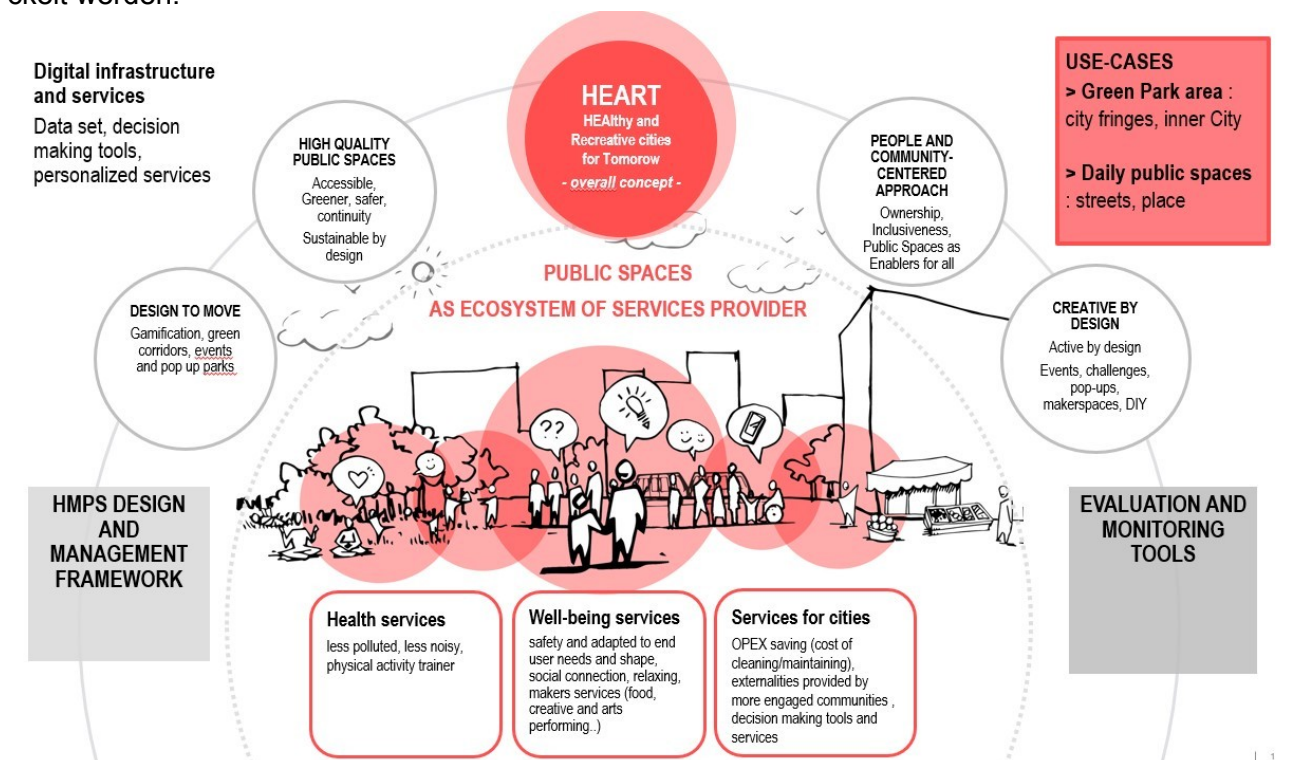 ckelt werden.
Digital infrastructure
and services
Data set, decision
making tools,
personalized services
HIGH QUALITY
PUBLIC SPACES
Accessible,
Greener, safer,
continuity
Sustainable by
design
HEART
HEAlthy and
Recreative cities
for Tomorow
- overall concept -
PEOPLE AND
COMMUNITY-
CENTERED
APPROACH
Ownership,
Inclusiveness,
Public Spaces as
Enablers for all
USE-CASES
> Green Park area :
city fringes, inner City
> Daily public spaces
: streets, place
DESIGN TO MOVE
Gamification, green
corridors, events
and pop up parks
PUBLIC SPACES
AS ECOSYSTEM OF SERVICES PROVIDER
CREATIVE BY
DESIGN
Active by design
Events, challenges,
pop-ups,
makerspaces, DIY
??
HMPS DESIGN
AND
MANAGEMENT
FRAMEWORK
EVALUATION AND
MONITORING
TOOLS
Health services
less polluted, less noisy,
physical activity trainer
Well-being services
safety and adapted to end
user needs and shape,
social connection, relaxing,
makers services (food,
creative and arts
performing..)
Services for cities
OPEX saving (cost of
cleaning/maintaining),
externalities provided by
more engaged communities ,
decision making tools and
services
| 1